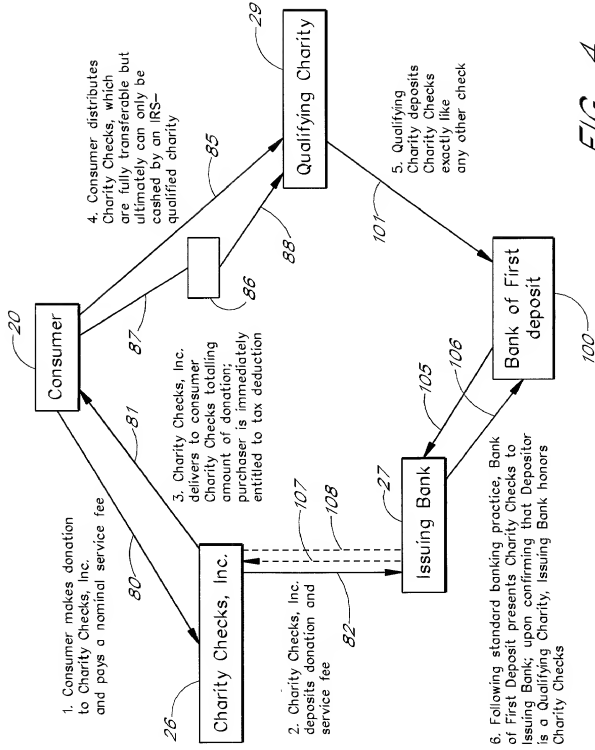 20
Consumer
1. Consumer makes donation
to Charity Checks, Inc.
and pays a nominal service fee
80
81
87
85
4. Consumer distributes
Charity Checks, which
are fully transferable but
ultimately can only be
cashed by an IRS–
qualified charity
3. Charity Checks, Inc.
delivers to consumer
Charity Checks totalling
amount of donation;
purchaser is immediately
entitled to tax deduction
86
88
29
Qualifying Charity
26
Charity Checks, Inc.
2. Charity Checks, Inc.
deposits donation and
service fee
107
108
82
27
Issuing Bank
105
106
101
5. Qualifying
Charity deposits
Charity Checks
exactly like
any other check
Bank of First
deposit
100
6. Following standard banking practice, Bank
of First Deposit presents Charity Checks to
Issuing Bank; upon confirming that Depositor
is a Qualifying Charity, Issuing Bank honors
Charity Checks
FIG. 4